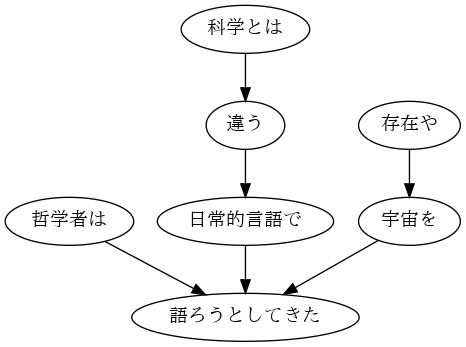 科学とは
違う
存在や
哲学者は
日常的言語で
宇宙を
語ろうとしてきた